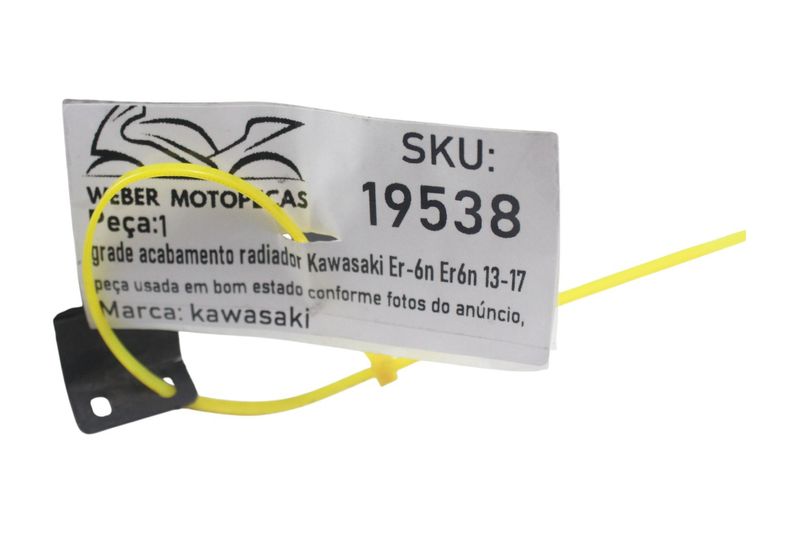 WEBER MOTOPEÇAS
SKU:
19538
Peça:1
grade acabamento radiador Kawasaki Er-6n Er6n 13-17
peça usada em bom estado conforme fotos do anúncio,
Marca: kawasaki